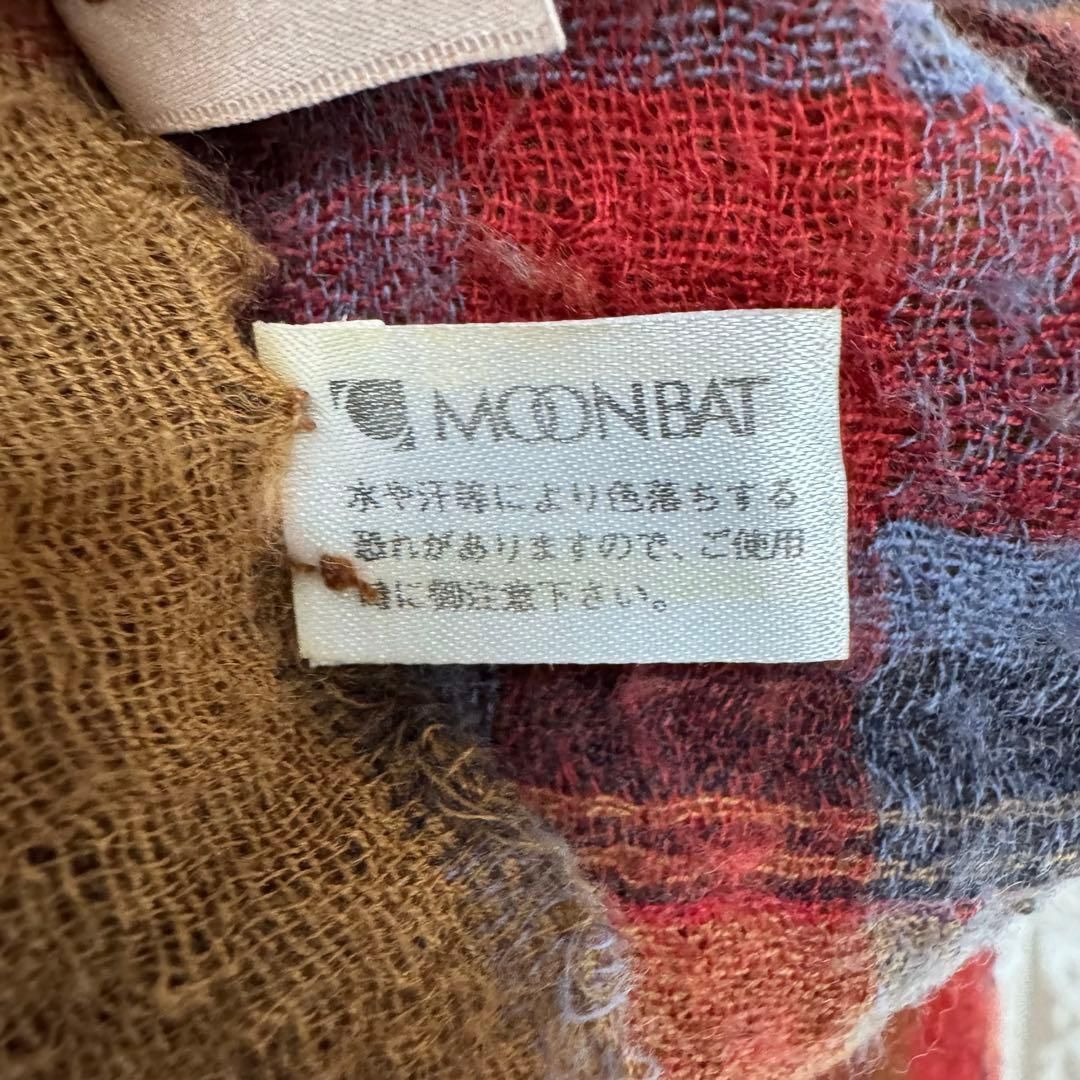 MOONBAT
水や汗等により色落ちする
恐れがありますので、ご使用
時に御注意下さい。